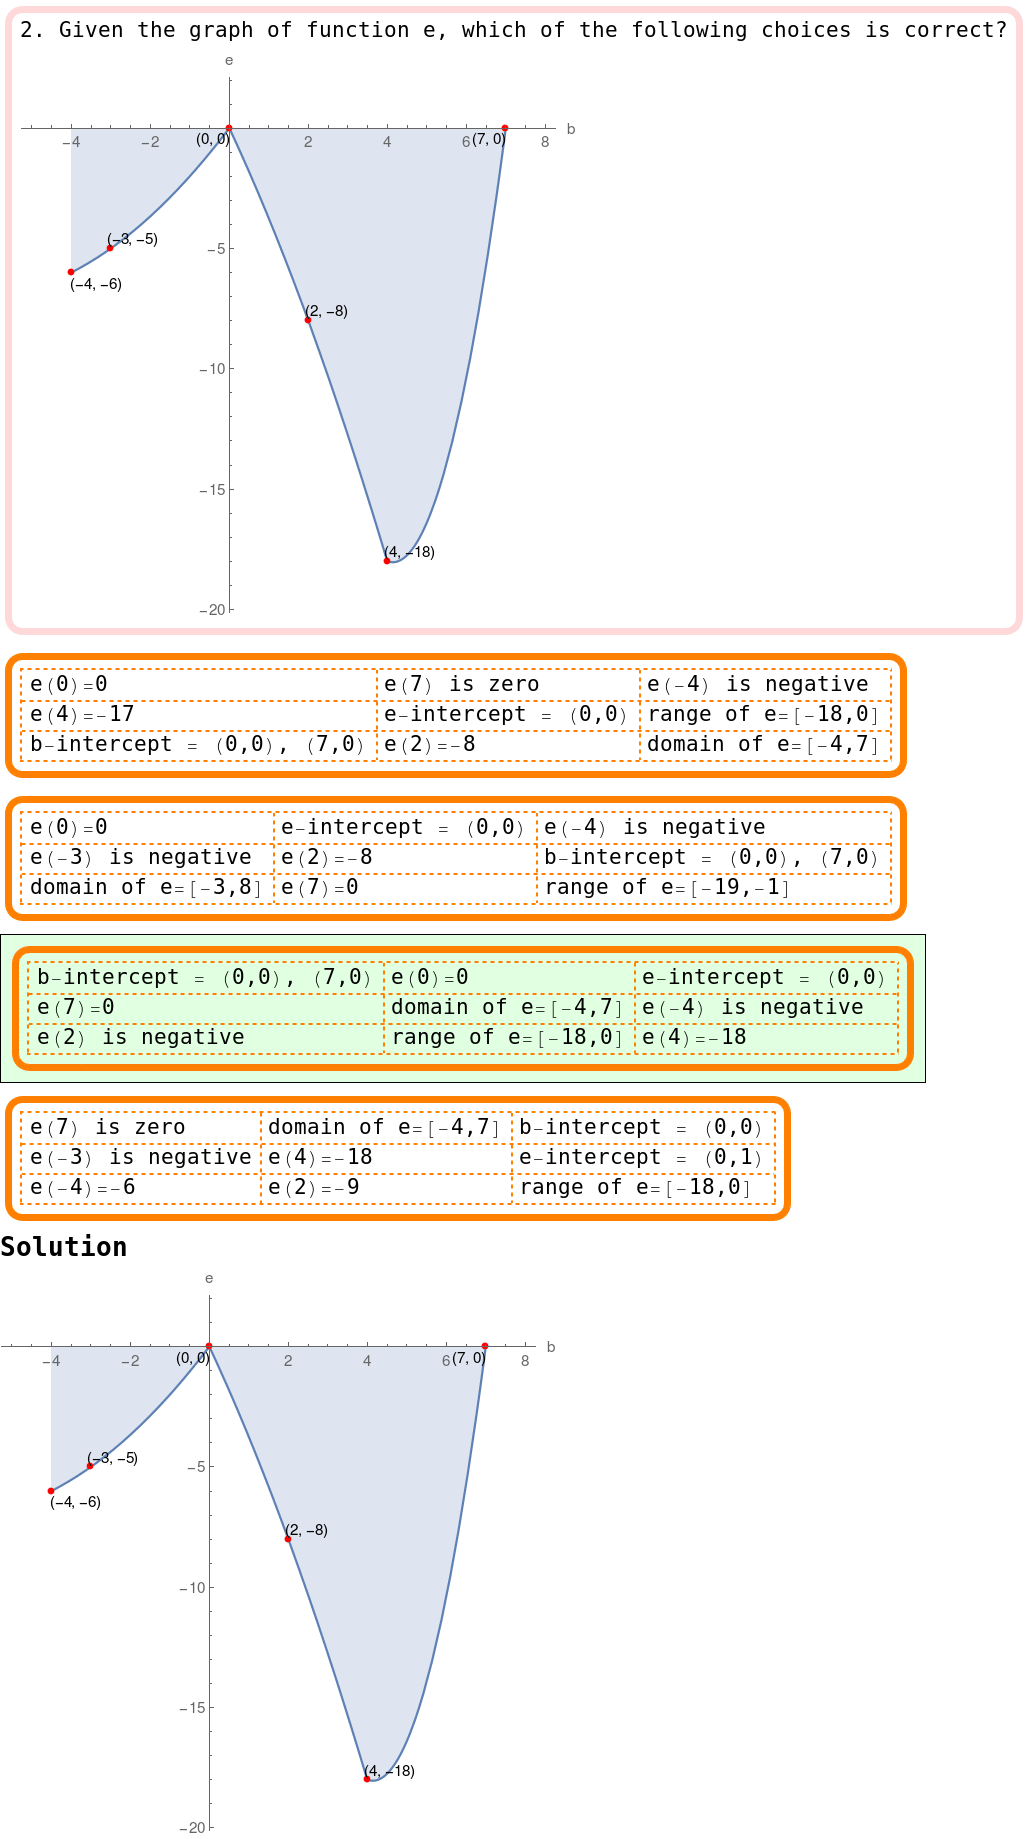 2. Given the graph of function e, which of the following choices is correct?
e
b
−4 −2 2 4 6 8
(0, 0) (7, 0)
(−3, −5)
−5
(−4, −6)
(2, −8)
−10
−15
(4, −18)
−20
e(0)=0 e(7) is zero e(-4) is negative
e(4)=-17 e-intercept = (0,0) range of e=[-18,0]
b-intercept = (0,0), (7,0) e(2)=-8 domain of e=[-4,7]
e(0)=0 e-intercept = (0,0) e(-4) is negative
e(-3) is negative e(2)=-8 b-intercept = (0,0), (7,0)
domain of e=[-3,8] e(7)=0 range of e=[-19,-1]
b-intercept = (0,0), (7,0) e(0)=0 e-intercept = (0,0)
e(7)=0 domain of e=[-4,7] e(-4) is negative
e(2) is negative range of e=[-18,0] e(4)=-18
e(7) is zero domain of e=[-4,7] b-intercept = (0,0)
e(-3) is negative e(4)=-18 e-intercept = (0,1)
e(-4)=-6 e(2)=-9 range of e=[-18,0]
Solution
e
b
−4 −2 2 4 6 8
(0, 0) (7, 0)
(−3, −5)
−5
(−4, −6)
(2, −8)
−10
−15
(4, −18)
−20